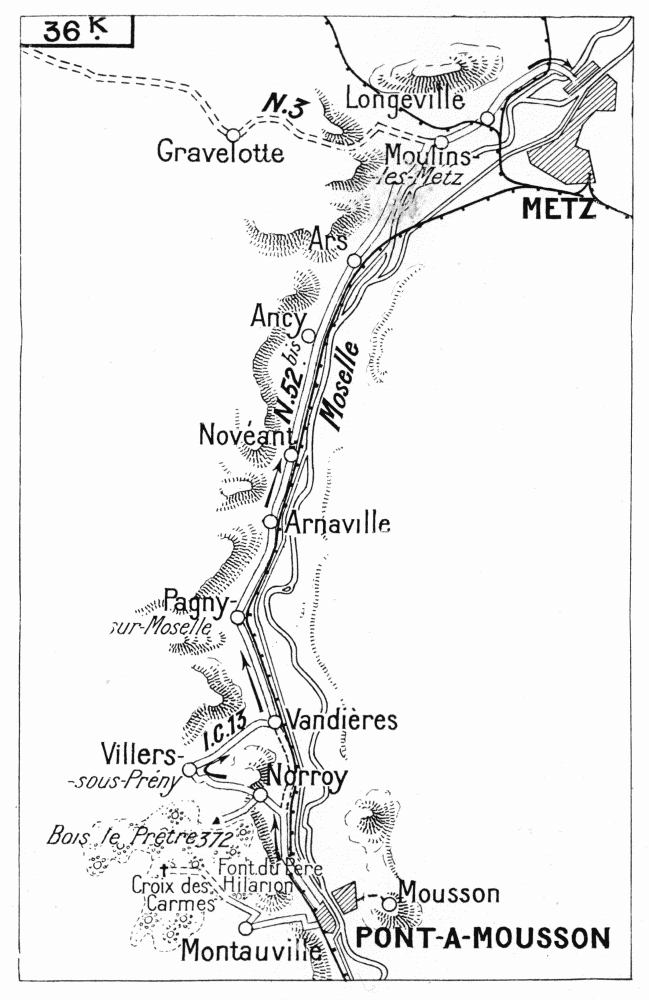 36 K.
Longeville
N.3
Gravelotte
Moulins-
-les-Metz
METZ
Ars
Ancy
N.52 bis
Moselle
Novéant
Arnaville
Pagny-
sur-Moselle
I.C.13
Vandières
Villers-
-sous-Prény
Norroy
Bois le Prêtre 372
Font. du Père
Hilarion
Croix des
Carmes
Mousson
Montauville
PONT-A-MOUSSON